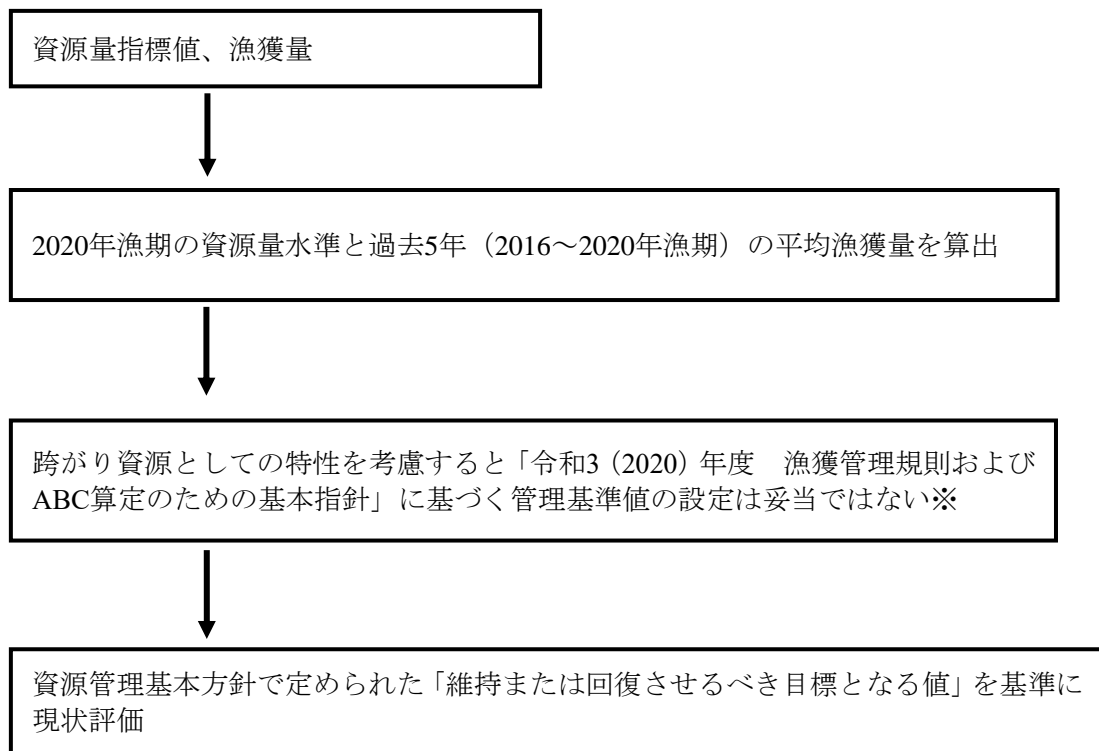 資源量指標値、漁獲量
2020年漁期の資源量水準と過去5年（2016～2020年漁期）の平均漁獲量を算出
跨がり資源としての特性を考慮すると「令和3（2020）年度　漁獲管理規則および
ABC算定のための基本指針」に基づく管理基準値の設定は妥当ではない※
資源管理基本方針で定められた「維持または回復させるべき目標となる値」を基準に
現状評価